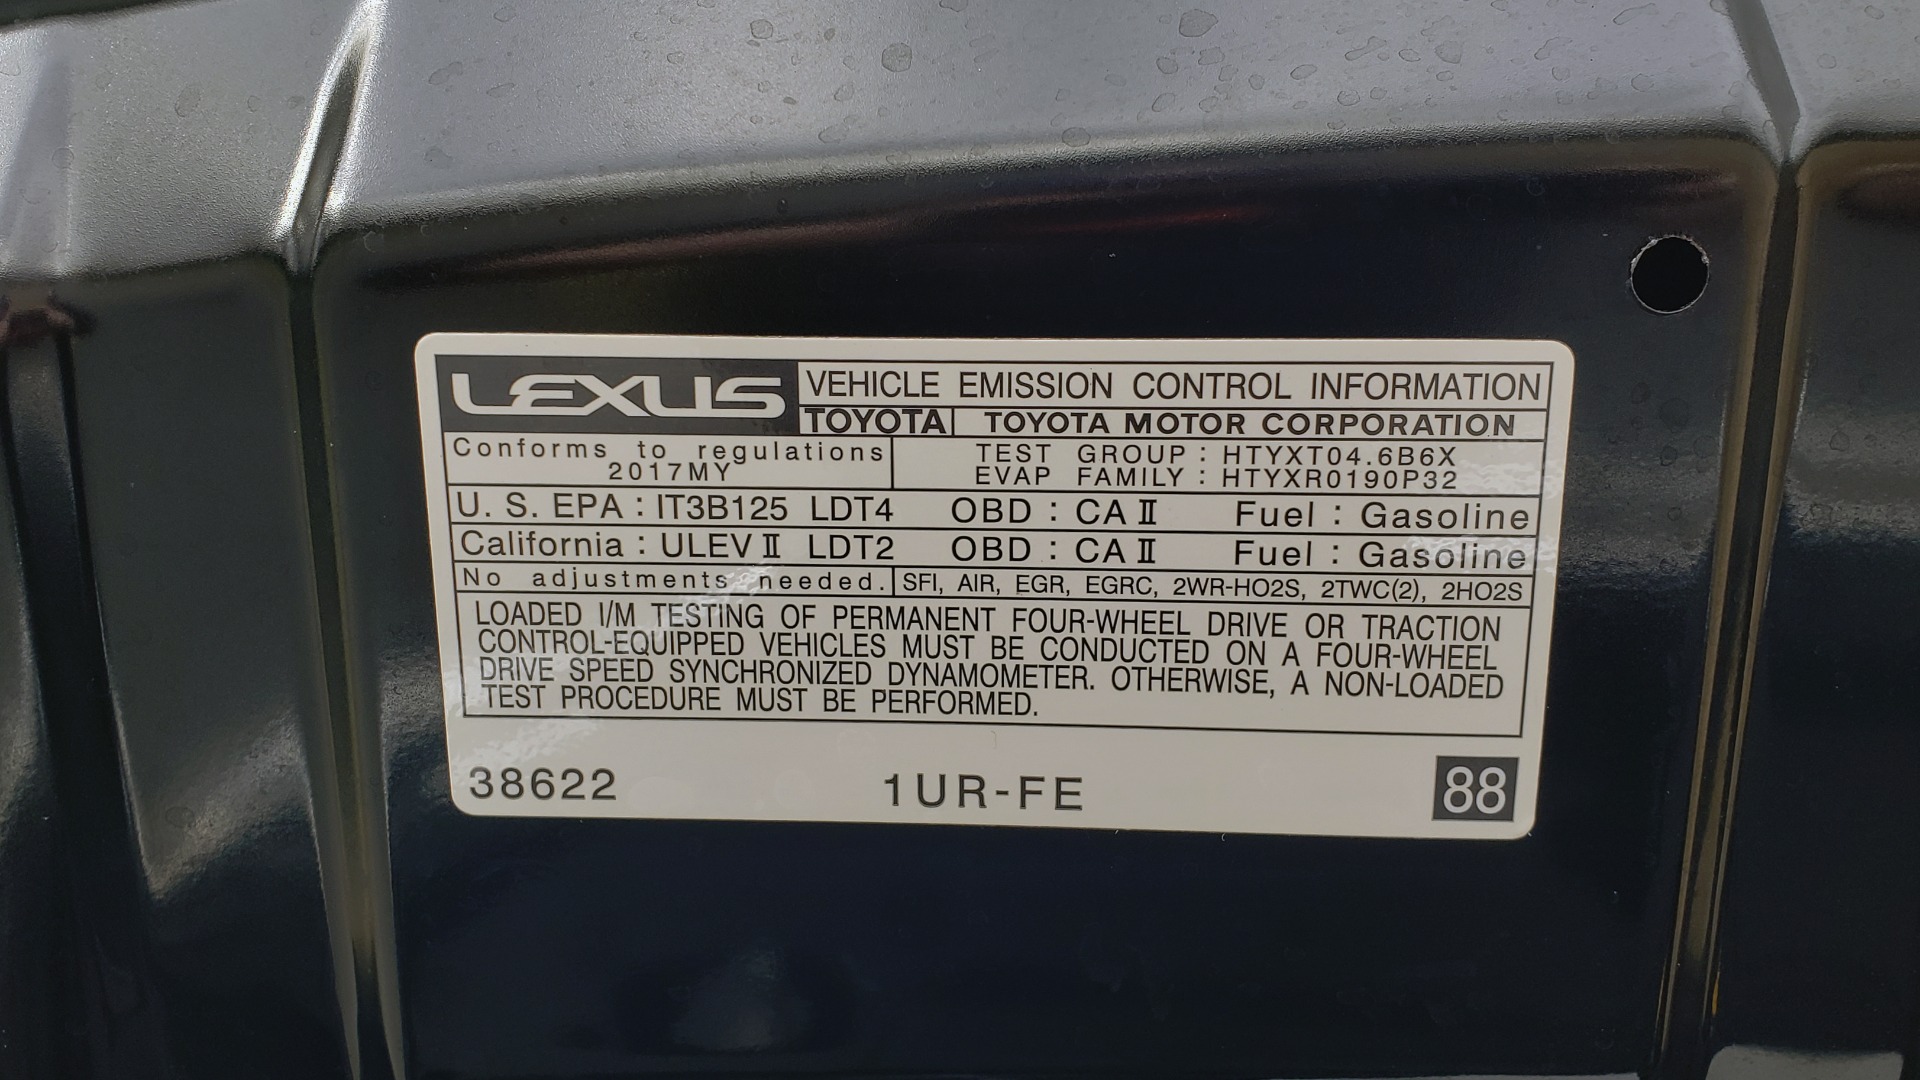 LEXUS VEHICLE EMISSION CONTROL INFORMATION
TOYOTA TOYOTA MOTOR CORPORATION
Conforms to regulations
2017MY
TEST GROUP : HTYXT04.6B6X
EVAP FAMILY : HTYXR0190P32
U. S. EPA : IT3B125 LDT4 OBD : CA II Fuel : Gasoline
California : ULEV II LDT2 OBD : CA II Fuel : Gasoline
No adjustments needed. SFI, AIR, EGR, EGRC, 2WR-HO2S, 2TWC(2), 2HO2S
LOADED I/M TESTING OF PERMANENT FOUR-WHEEL DRIVE OR TRACTION
CONTROL-EQUIPPED VEHICLES MUST BE CONDUCTED ON A FOUR-WHEEL
DRIVE SPEED SYNCHRONIZED DYNAMOMETER. OTHERWISE, A NON-LOADED
TEST PROCEDURE MUST BE PERFORMED.
38622 1UR-FE 88